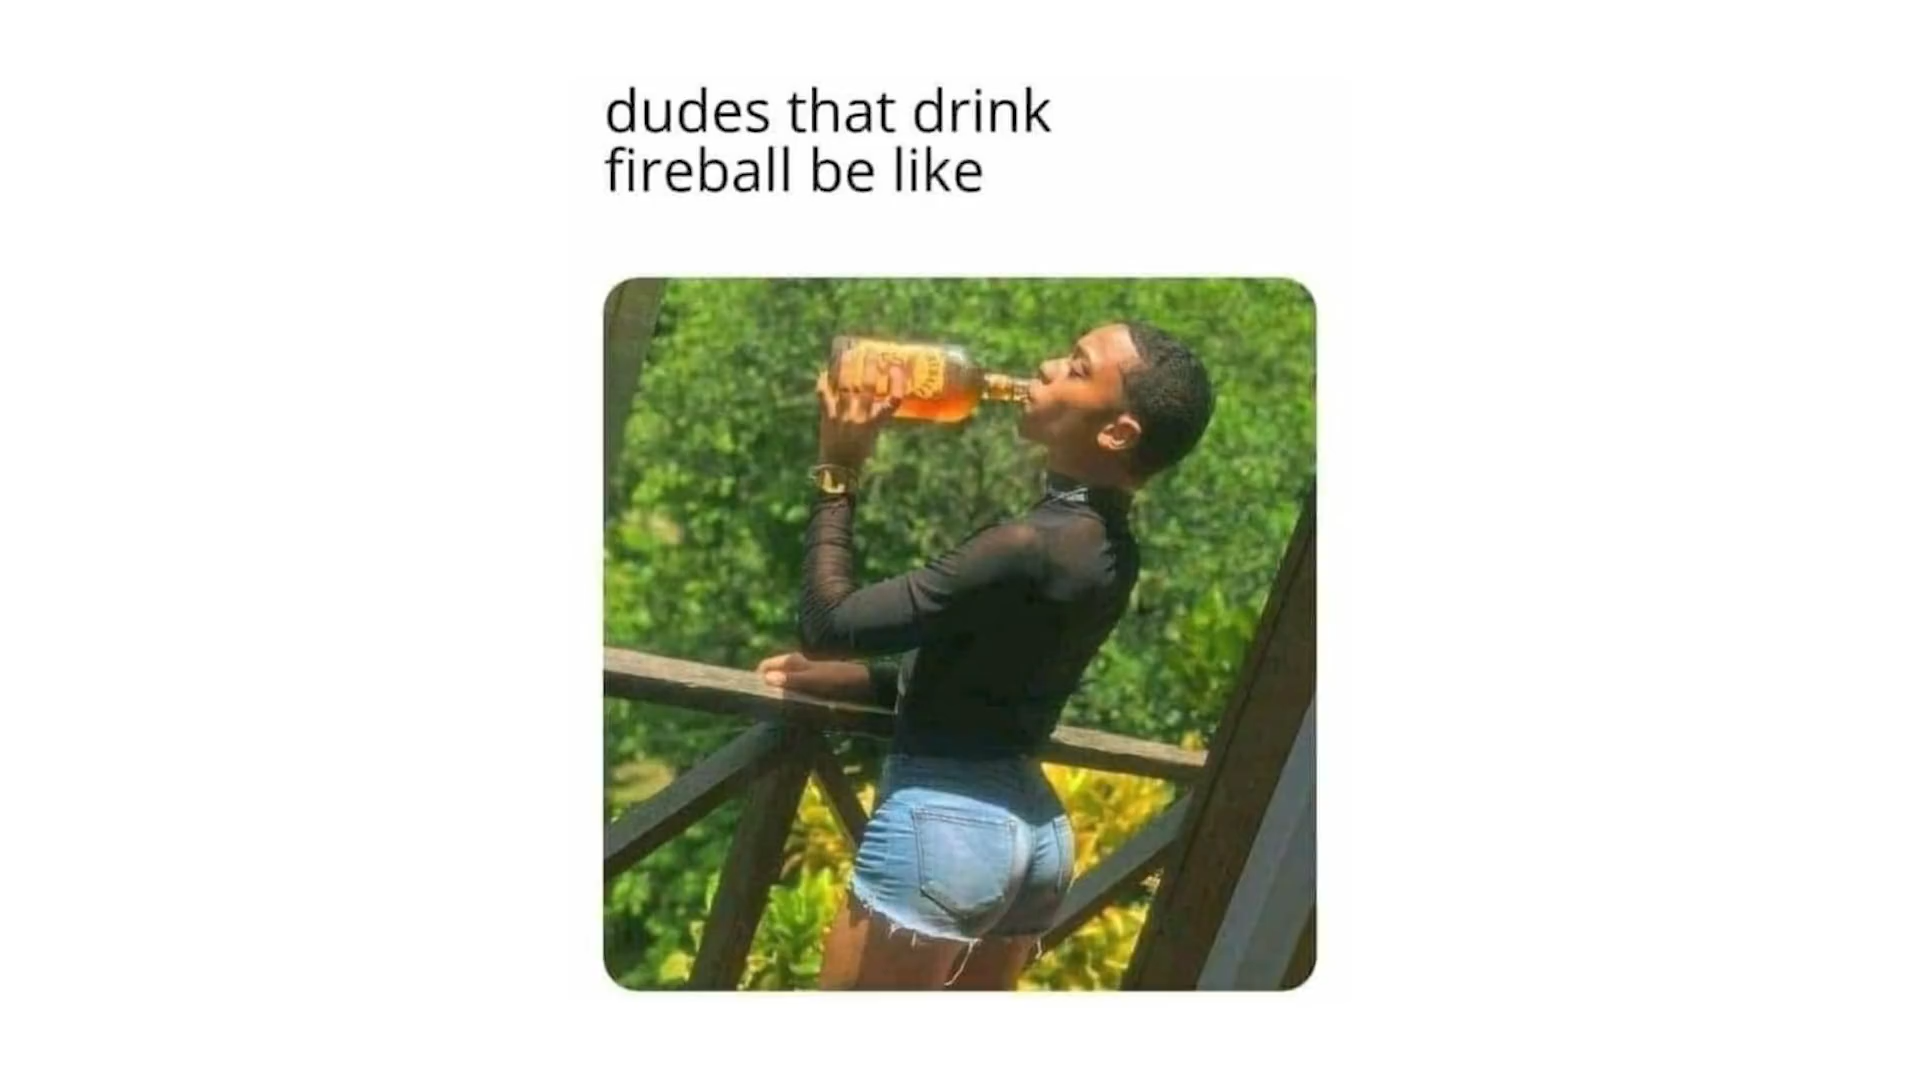 dudes that drink
fireball be like